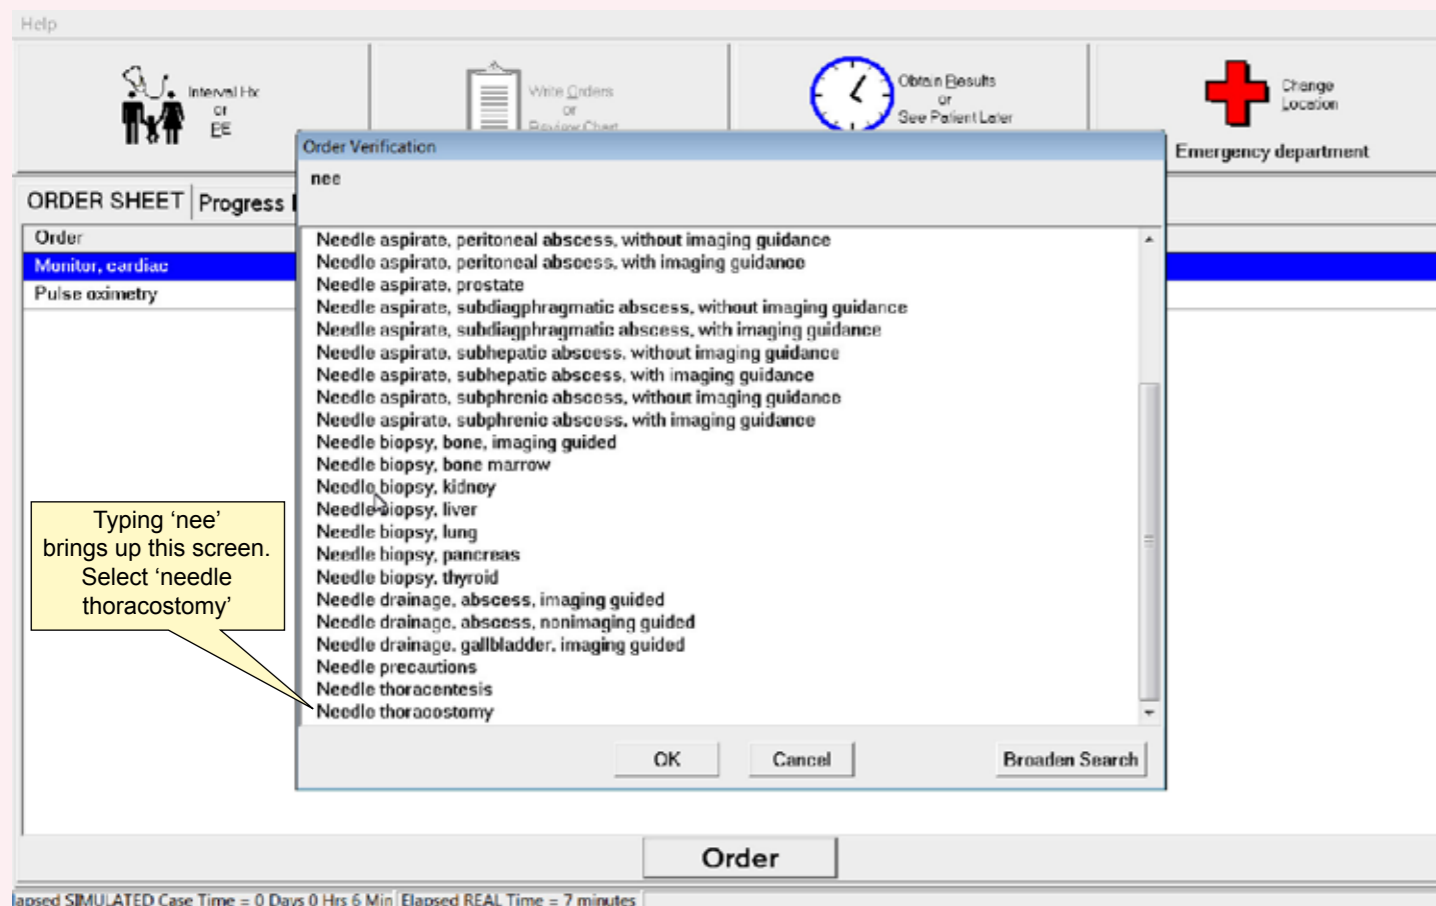 Help
Interval Hx
or
PE
Write Orders
or
Review Chart
Obtain Results
or
See Patient Later
Change
Location
Emergency department
Order Verification
nee
ORDER SHEET Progress
Order
Monitor, cardiac
Pulse oximetry
Needle aspirate, peritoneal abscess, without imaging guidance
Needle aspirate, peritoneal abscess, with imaging guidance
Needle aspirate, prostate
Needle aspirate, subdiagphragmatic abscess, without imaging guidance
Needle aspirate, subdiagphragmatic abscess, with imaging guidance
Needle aspirate, subhepatic abscess, without imaging guidance
Needle aspirate, subhepatic abscess, with imaging guidance
Needle aspirate, subphrenic abscess, without imaging guidance
Needle aspirate, subphrenic abscess, with imaging guidance
Needle biopsy, bone, imaging guided
Needle biopsy, bone marrow
Needle biopsy, kidney
Needle biopsy, liver
Needle biopsy, lung
Needle biopsy, pancreas
Needle biopsy, thyroid
Needle drainage, abscess, imaging guided
Needle drainage, abscess, nonimaging guided
Needle drainage, gallbladder, imaging guided
Needle precautions
Needle thoracentesis
Needle thoracostomy
Typing ‘nee’
brings up this screen.
Select ‘needle
thoracostomy’
OK Cancel Broaden Search
Order
lapsed SIMULATED Case Time = 0 Days 0 Hrs 6 Min Elapsed REAL Time = 7 minutes